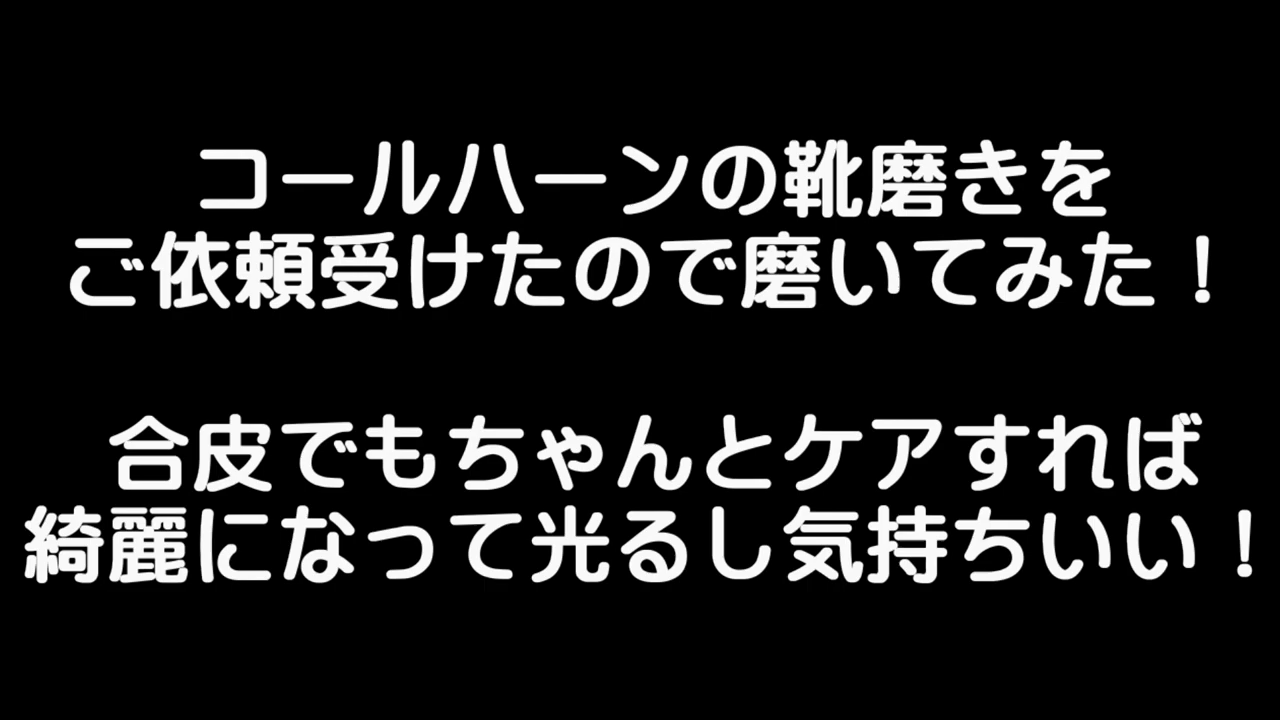 コールハーンの靴磨きを
ご依頼受けたので磨いてみた！
合皮でもちゃんとケアすれば
綺麗になって光るし気持ちいい！